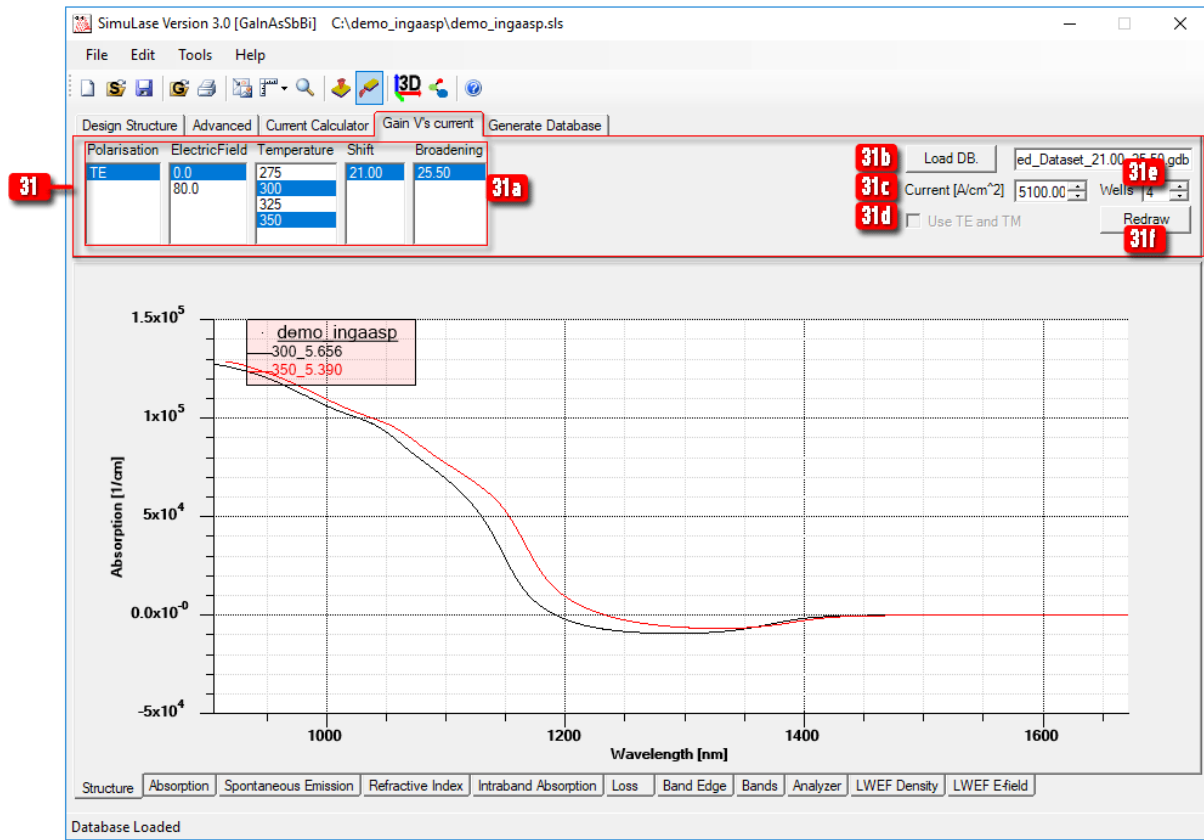 SimuLase Version 3.0 [GaInAsSbBi] C:\demo_ingaasp\demo_ingaasp.sls
File Edit Tools Help
Design Structure Advanced Current Calculator Gain V's current Generate Database
Polarisation ElectricField Temperature Shift Broadening
TE 0.0 275 21.00 25.50
80.0 300
325
350
31
31a
31b Load DB. ed_Dataset_21.00_25.50.gdb
31e
31c Current [A/cm^2] 5100.00 Wells 4
31d Use TE and TM Redraw
31f
demo_ingaasp
300_5.656
350_5.390
1.5x10^5
1x10^5
5x10^4
0.0x10^-0
-5x10^4
Absorption [1/cm]
1000 1200 1400 1600
Wavelength [nm]
Structure Absorption Spontaneous Emission Refractive Index Intraband Absorption Loss Band Edge Bands Analyzer LWEF Density LWEF E-field
Database Loaded